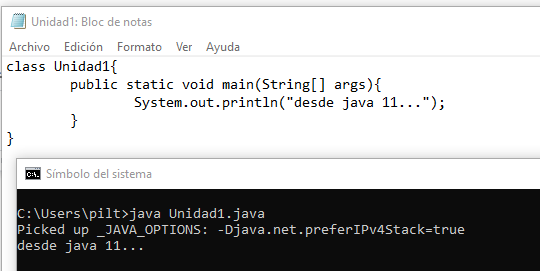 Unidad1: Bloc de notas
Archivo Edición Formato Ver Ayuda
class Unidad1{
public static void main(String[] args){
System.out.println("desde java 11...");
}
}
Símbolo del sistema
C:\Users\pilt>java Unidad1.java
Picked up _JAVA_OPTIONS: -Djava.net.preferIPv4Stack=true
desde java 11...